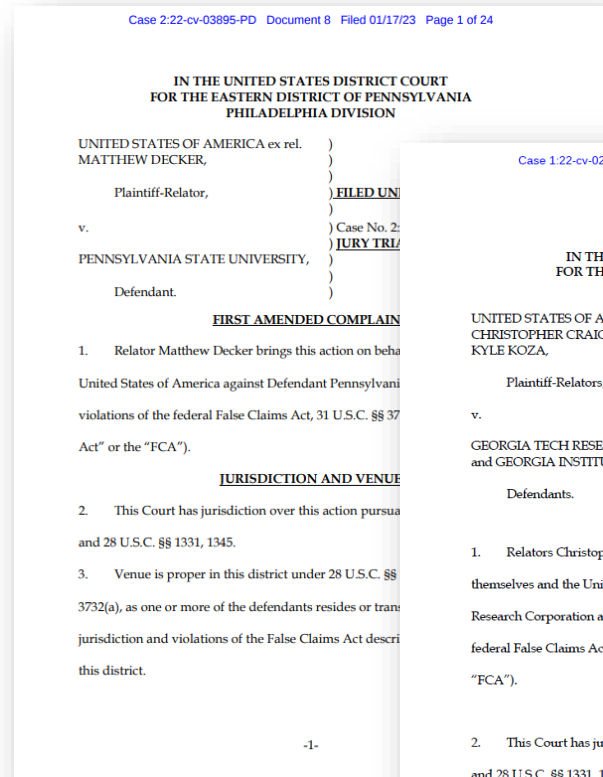 Case 2:22-cv-03895-PD Document 8 Filed 01/17/23 Page 1 of 24
IN THE UNITED STATES DISTRICT COURT
FOR THE EASTERN DISTRICT OF PENNSYLVANIA
PHILADELPHIA DIVISION
UNITED STATES OF AMERICA ex rel. )
MATTHEW DECKER, )
)
Plaintiff-Relator, ) FILED UN
)
v. ) Case No. 2:
) JURY TRIA
PENNSYLVANIA STATE UNIVERSITY, )
)
Defendant. )
FIRST AMENDED COMPLAIN
1. Relator Matthew Decker brings this action on beha
United States of America against Defendant Pennsylvani
violations of the federal False Claims Act, 31 U.S.C. §§ 37
Act” or the “FCA”).
JURISDICTION AND VENUE
2. This Court has jurisdiction over this action pursua
and 28 U.S.C. §§ 1331, 1345.
3. Venue is proper in this district under 28 U.S.C. §§
3732(a), as one or more of the defendants resides or tran
jurisdiction and violations of the False Claims Act descri
this district.
-1-
Case 1:22-cv-02
IN TH
FOR TH
UNITED STATES OF A
CHRISTOPHER CRAIG
KYLE KOZA,
Plaintiff-Relators,
v.
GEORGIA TECH RESE
and GEORGIA INSTITU
Defendants.
1. Relators Christop
themselves and the Uni
Research Corporation a
federal False Claims Ac
“FCA”).
2. This Court has ju
and 28 U.S.C. §§ 1331, 1